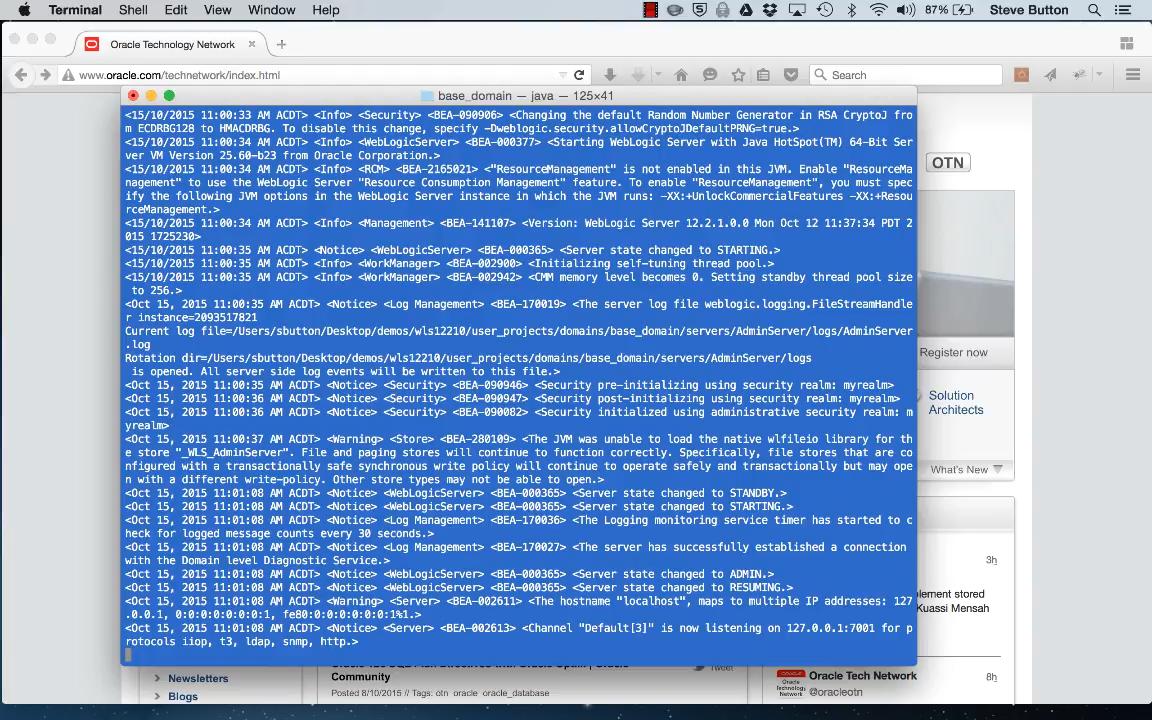 Terminal Shell Edit View Window Help 87% Steve Button
Oracle Technology Network
www.oracle.com/technetwork/index.html Search
base_domain — java — 125×41
<15/10/2015 11:00:33 AM ACDT> <Info> <Security> <BEA-090906> <Changing the default Random Number Generator in RSA CryptoJ fro
m ECDRBG128 to HMACDRBG. To disable this change, specify -Dweblogic.security.allowCryptoJDefaultPRNG=true.>
<15/10/2015 11:00:34 AM ACDT> <Info> <WebLogicServer> <BEA-000377> <Starting WebLogic Server with Java HotSpot(TM) 64-Bit Ser
ver VM Version 25.60-b23 from Oracle Corporation.>
<15/10/2015 11:00:34 AM ACDT> <Info> <RCM> <BEA-2165021> <"ResourceManagement" is not enabled in this JVM. Enable "ResourceMa
nagement" to use the WebLogic Server "Resource Consumption Management" feature. To enable "ResourceManagement", you must spec
ify the following JVM options in the WebLogic Server instance in which the JVM runs: -XX:+UnlockCommercialFeatures -XX:+Resou
rceManagement.>
<15/10/2015 11:00:34 AM ACDT> <Info> <Management> <BEA-141107> <Version: WebLogic Server 12.2.1.0.0 Mon Oct 12 11:37:34 PDT 2
015 1725230>
<15/10/2015 11:00:35 AM ACDT> <Notice> <WebLogicServer> <BEA-000365> <Server state changed to STARTING.>
<15/10/2015 11:00:35 AM ACDT> <Info> <WorkManager> <BEA-002900> <Initializing self-tuning thread pool.>
<15/10/2015 11:00:35 AM ACDT> <Info> <WorkManager> <BEA-002942> <CMM memory level becomes 0. Setting standby thread pool size
 to 256.>
<Oct 15, 2015 11:00:35 AM ACDT> <Notice> <Log Management> <BEA-170019> <The server log file weblogic.logging.FileStreamHandle
r instance=2093517821
Current log file=/Users/sbutton/Desktop/demos/wls12210/user_projects/domains/base_domain/servers/AdminServer/logs/AdminServer
.log
Rotation dir=/Users/sbutton/Desktop/demos/wls12210/user_projects/domains/base_domain/servers/AdminServer/logs
 is opened. All server side log events will be written to this file.>
<Oct 15, 2015 11:00:35 AM ACDT> <Notice> <Security> <BEA-090946> <Security pre-initializing using security realm: myrealm>
<Oct 15, 2015 11:00:36 AM ACDT> <Notice> <Security> <BEA-090947> <Security post-initializing using security realm: myrealm>
<Oct 15, 2015 11:00:36 AM ACDT> <Notice> <Security> <BEA-090082> <Security initialized using administrative security realm: m
yrealm>
<Oct 15, 2015 11:00:37 AM ACDT> <Warning> <Store> <BEA-280109> <The JVM was unable to load the native wlfileio library for th
e store "_WLS_AdminServer". File and paging stores will continue to function correctly. Specifically, file stores that are co
nfigured with a transactionally safe synchronous write policy will continue to operate safely and transactionally but may ope
n with a different write-policy. Other store types may not be able to open.>
<Oct 15, 2015 11:01:08 AM ACDT> <Notice> <WebLogicServer> <BEA-000365> <Server state changed to STANDBY.>
<Oct 15, 2015 11:01:08 AM ACDT> <Notice> <WebLogicServer> <BEA-000365> <Server state changed to STARTING.>
<Oct 15, 2015 11:01:08 AM ACDT> <Notice> <Log Management> <BEA-170036> <The Logging monitoring service timer has started to c
heck for logged message counts every 30 seconds.>
<Oct 15, 2015 11:01:08 AM ACDT> <Notice> <Log Management> <BEA-170027> <The server has successfully established a connection
with the Domain level Diagnostic Service.>
<Oct 15, 2015 11:01:08 AM ACDT> <Notice> <WebLogicServer> <BEA-000365> <Server state changed to ADMIN.>
<Oct 15, 2015 11:01:08 AM ACDT> <Notice> <WebLogicServer> <BEA-000365> <Server state changed to RESUMING.>
<Oct 15, 2015 11:01:08 AM ACDT> <Warning> <Server> <BEA-002611> <The hostname "localhost", maps to multiple IP addresses: 127
.0.0.1, 0:0:0:0:0:0:0:1, fe80:0:0:0:0:0:0:1%1.>
<Oct 15, 2015 11:01:08 AM ACDT> <Notice> <Server> <BEA-002613> <Channel "Default[3]" is now listening on 127.0.0.1:7001 for p
rotocols iiop, t3, ldap, snmp, http.>
OTN
Register now
Solution
Architects
What's New
3h
plement stored
Kuassi Mensah
Newsletters
Blogs
Community
Posted 8/10/2015 // Tags: otn oracle oracle_database
Tweet
ORACLE
Technology
Network
Oracle Tech Network
@oracleotn
8h